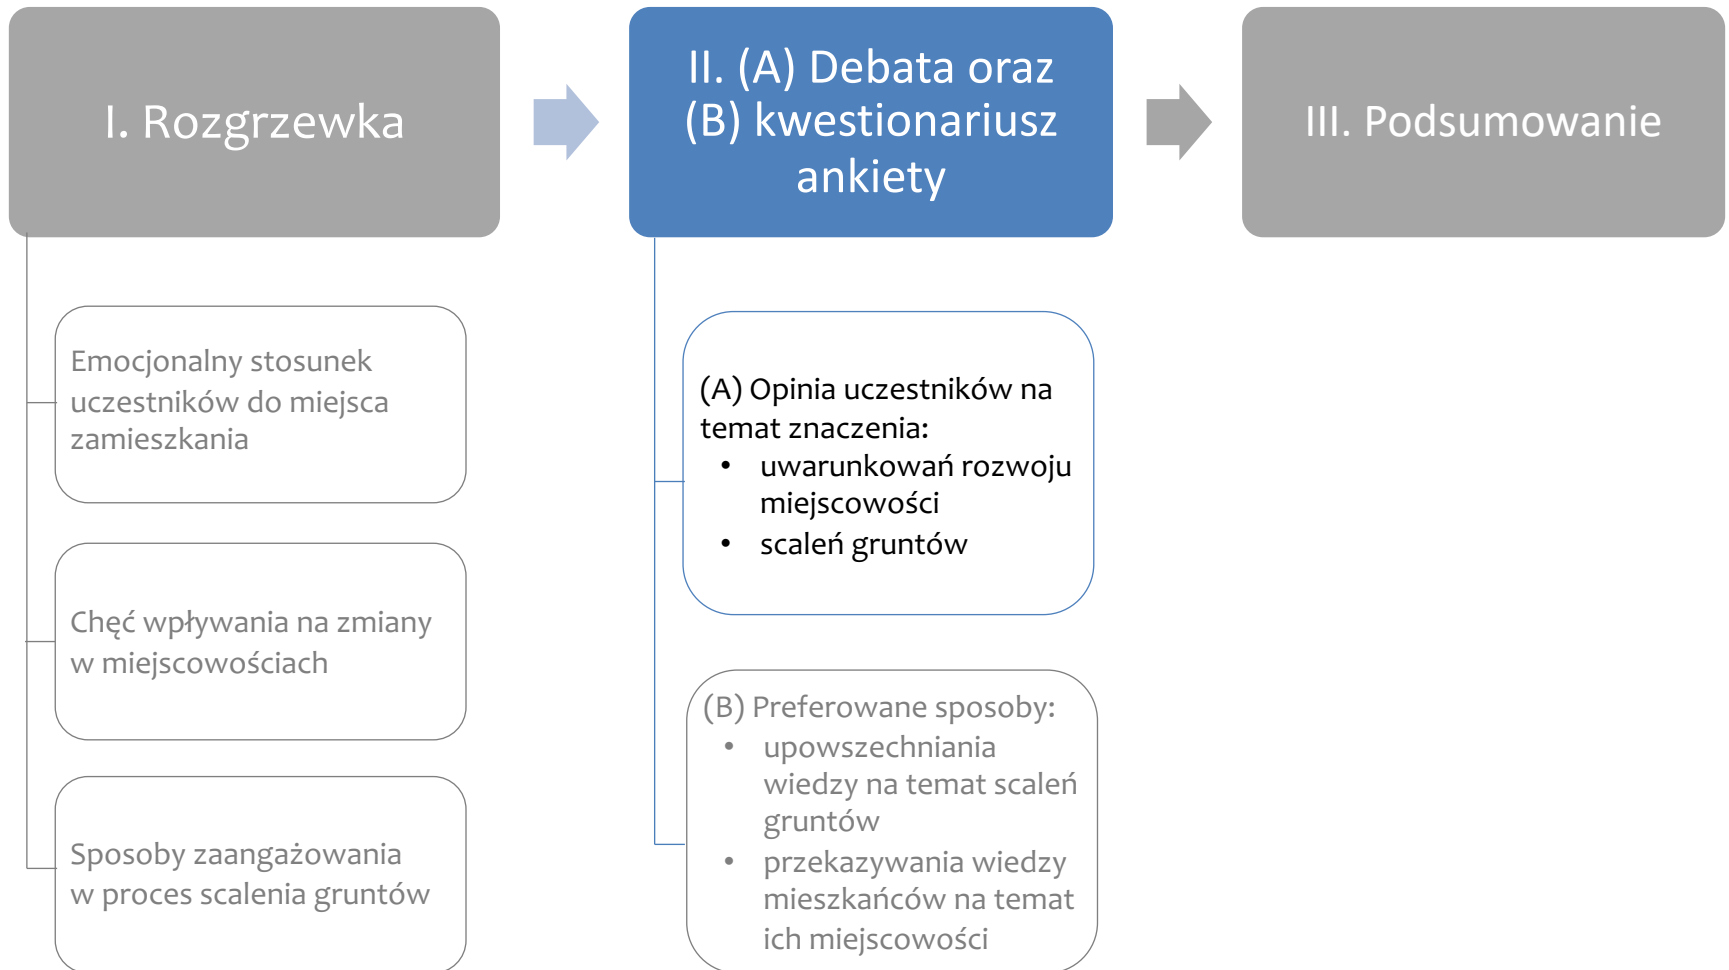 I. Rozgrzewka
II. (A) Debata oraz
(B) kwestionariusz
ankiety
III. Podsumowanie
Emocjonalny stosunek
uczestników do miejsca
zamieszkania
Chęć wpływania na zmiany
w miejscowościach
Sposoby zaangażowania
w proces scalenia gruntów
(A) Opinia uczestników na
temat znaczenia:
• uwarunkowań rozwoju
miejscowości
• scaleń gruntów
(B) Preferowane sposoby:
• upowszechniania
wiedzy na temat scaleń
gruntów
• przekazywania wiedzy
mieszkańców na temat
ich miejscowości